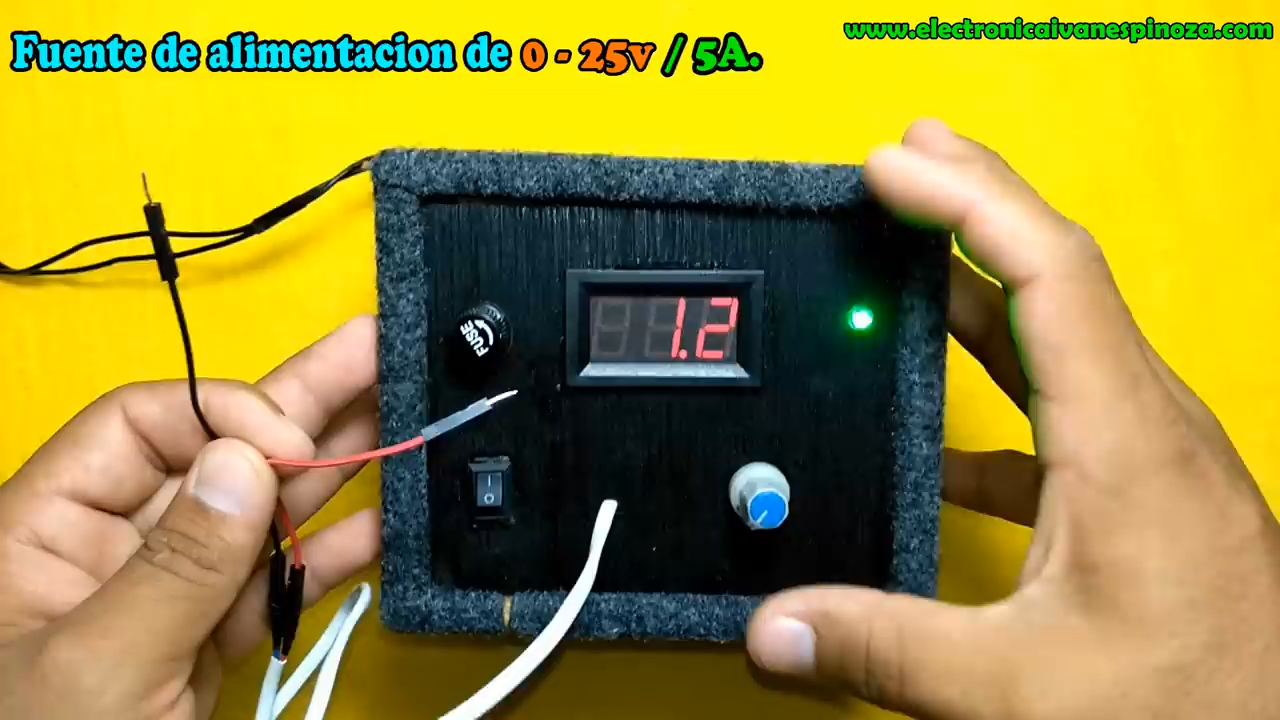 www.electronicaivanespinoza.com
Fuente de alimentacion de 0 - 25v / 5A.
1.2
FUSE
I
O